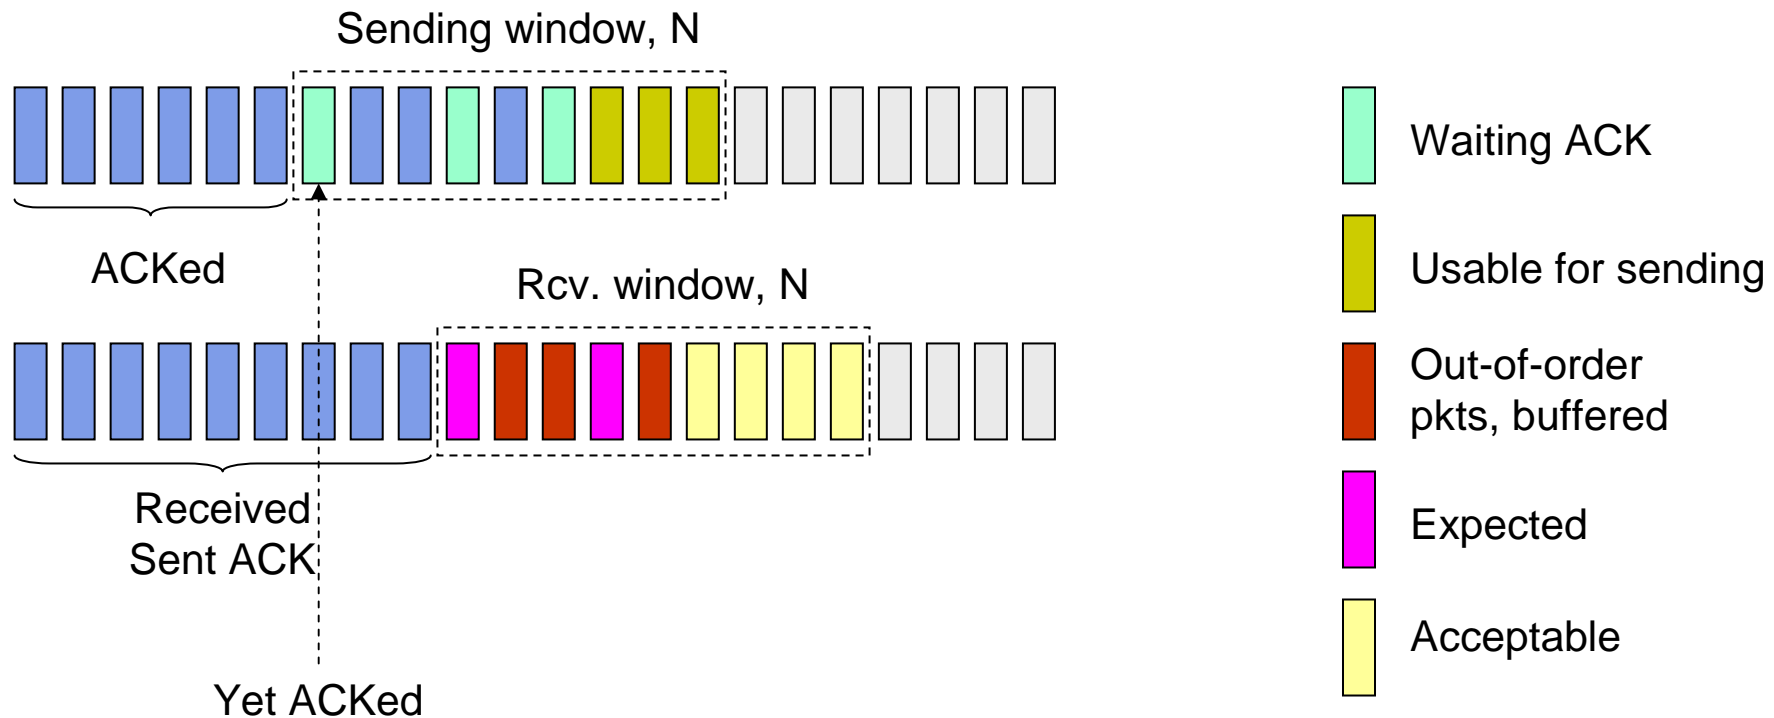 Sending window, N
ACKed
Rcv. window, N
Received
Sent ACK
Yet ACKed
Waiting ACK
Usable for sending
Out-of-order
pkts, buffered
Expected
Acceptable